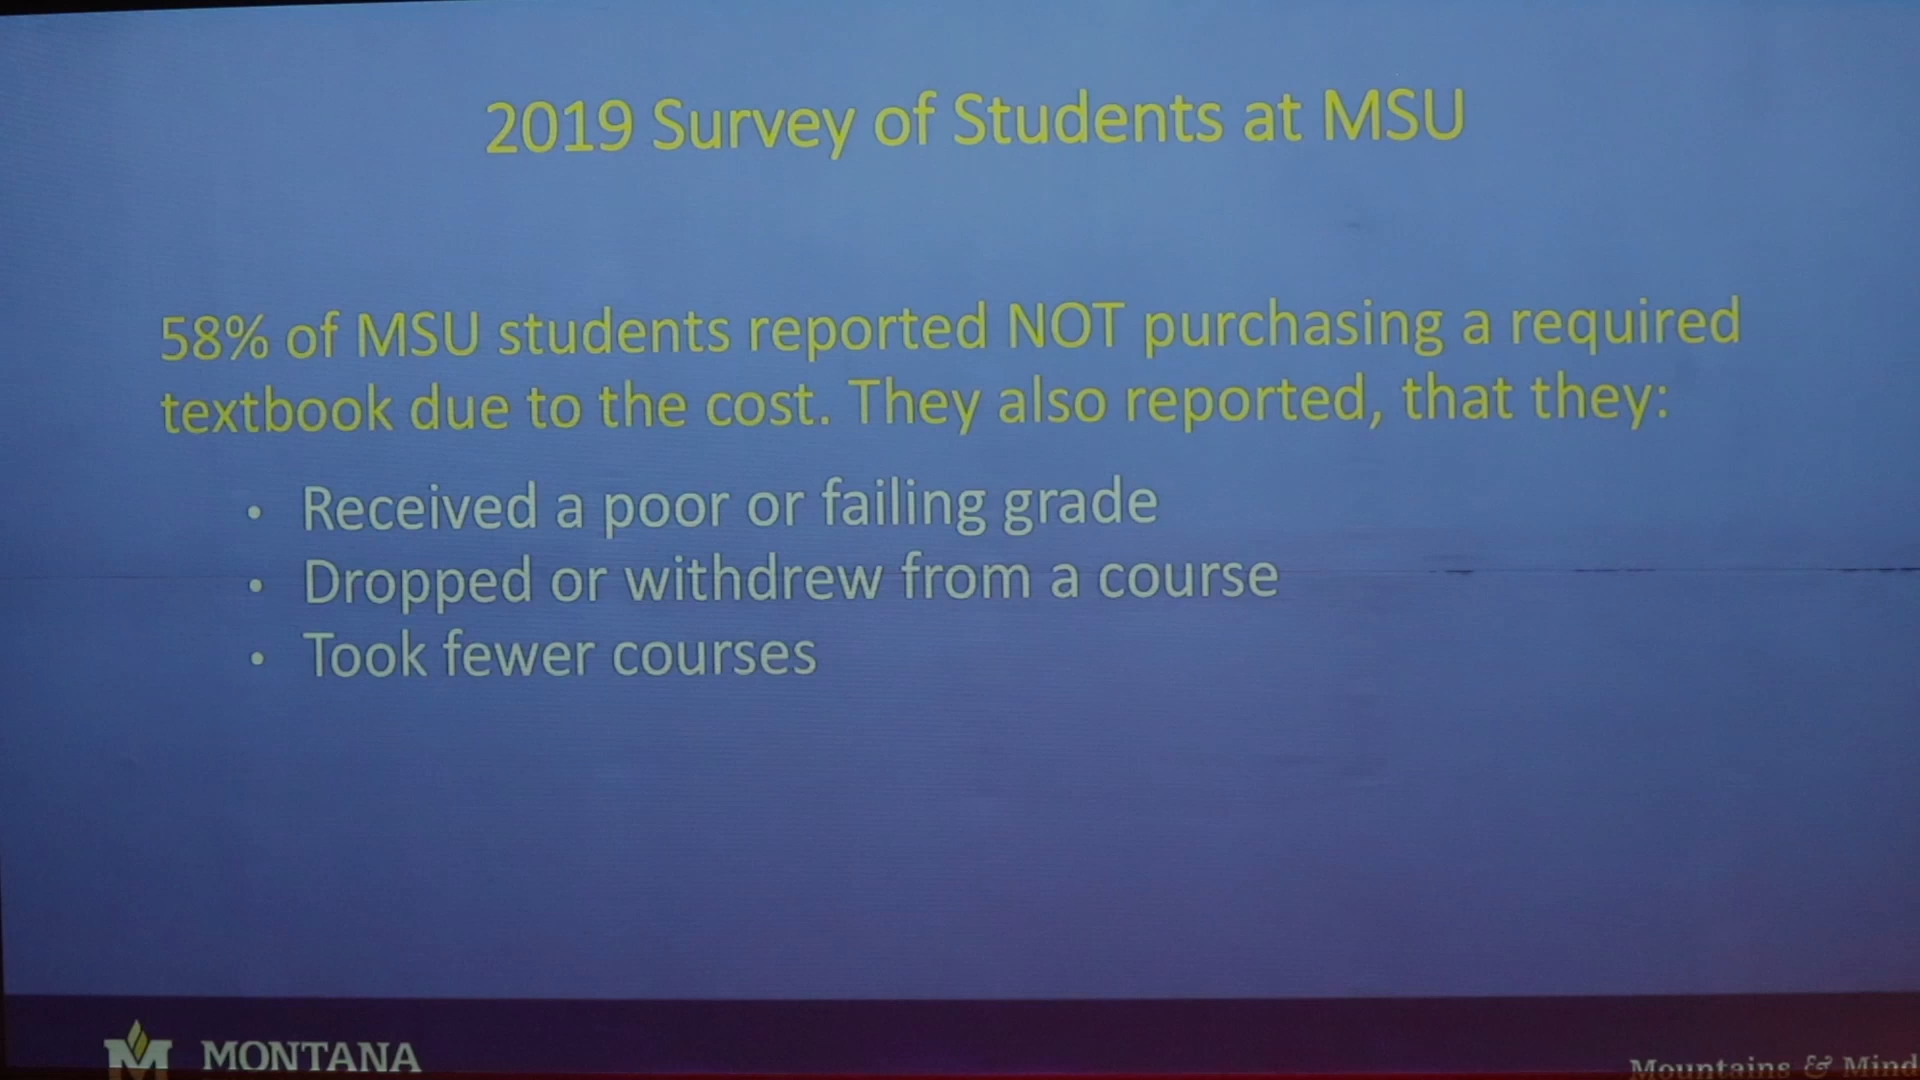 2019 Survey of Students at MSU
58% of MSU students reported NOT purchasing a required
textbook due to the cost. They also reported, that they:
• Received a poor or failing grade
• Dropped or withdrew from a course
• Took fewer courses
M MONTANA
Mountains & Mind